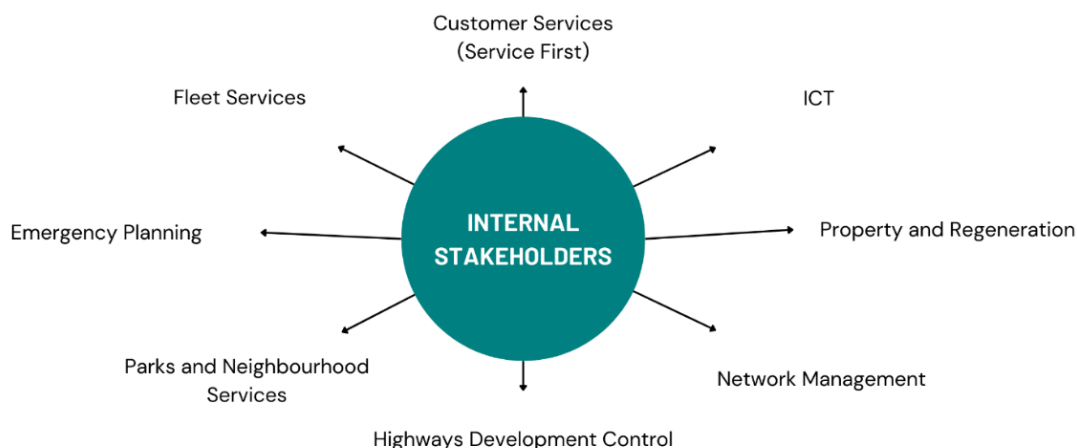 Customer Services
(Service First)
Fleet Services
ICT
Emergency Planning
INTERNAL
STAKEHOLDERS
Property and Regeneration
Parks and Neighbourhood
Services
Network Management
Highways Development Control